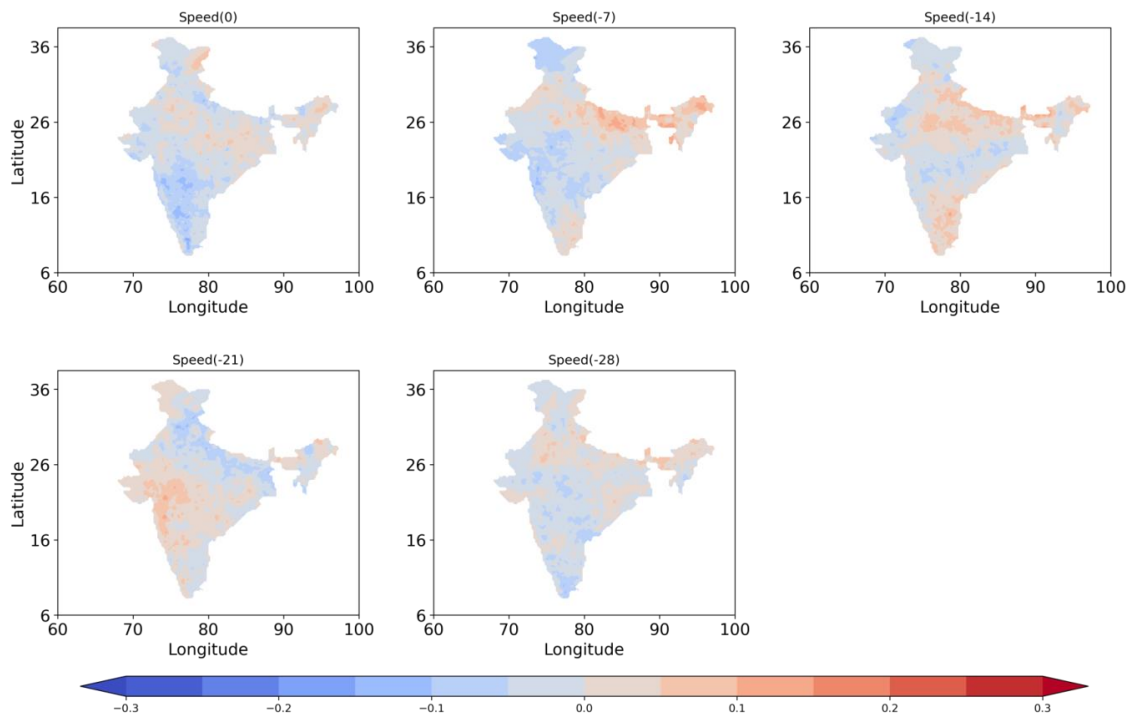 Speed(0) Speed(-7) Speed(-14)
36 36 36
26 26 26
16 16 16
6 6 6
Latitude
60 70 80 90 100 60 70 80 90 100 60 70 80 90 100
Longitude Longitude Longitude
Speed(-21) Speed(-28)
36 36
26 26
16 16
6 6
Latitude
60 70 80 90 100 60 70 80 90 100
Longitude Longitude
−0.3 −0.2 −0.1 0.0 0.1 0.2 0.3